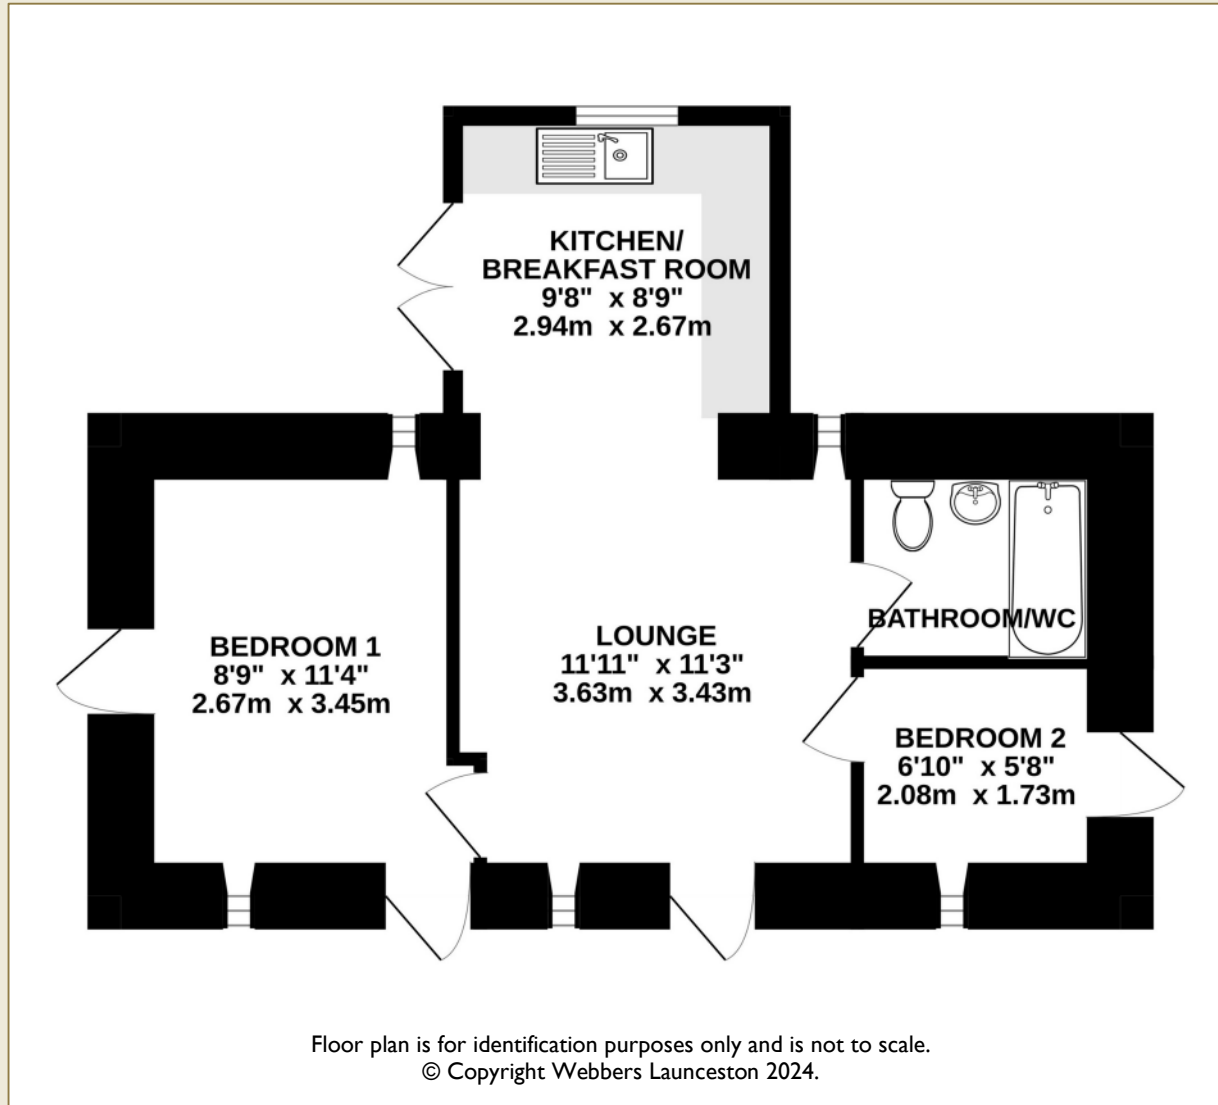 KITCHEN/
BREAKFAST ROOM
9'8" x 8'9"
2.94m x 2.67m
BEDROOM 1
8'9" x 11'4"
2.67m x 3.45m
LOUNGE
11'11" x 11'3"
3.63m x 3.43m
BATHROOM/WC
BEDROOM 2
6'10" x 5'8"
2.08m x 1.73m
Floor plan is for identification purposes only and is not to scale.
© Copyright Webbers Launceston 2024.